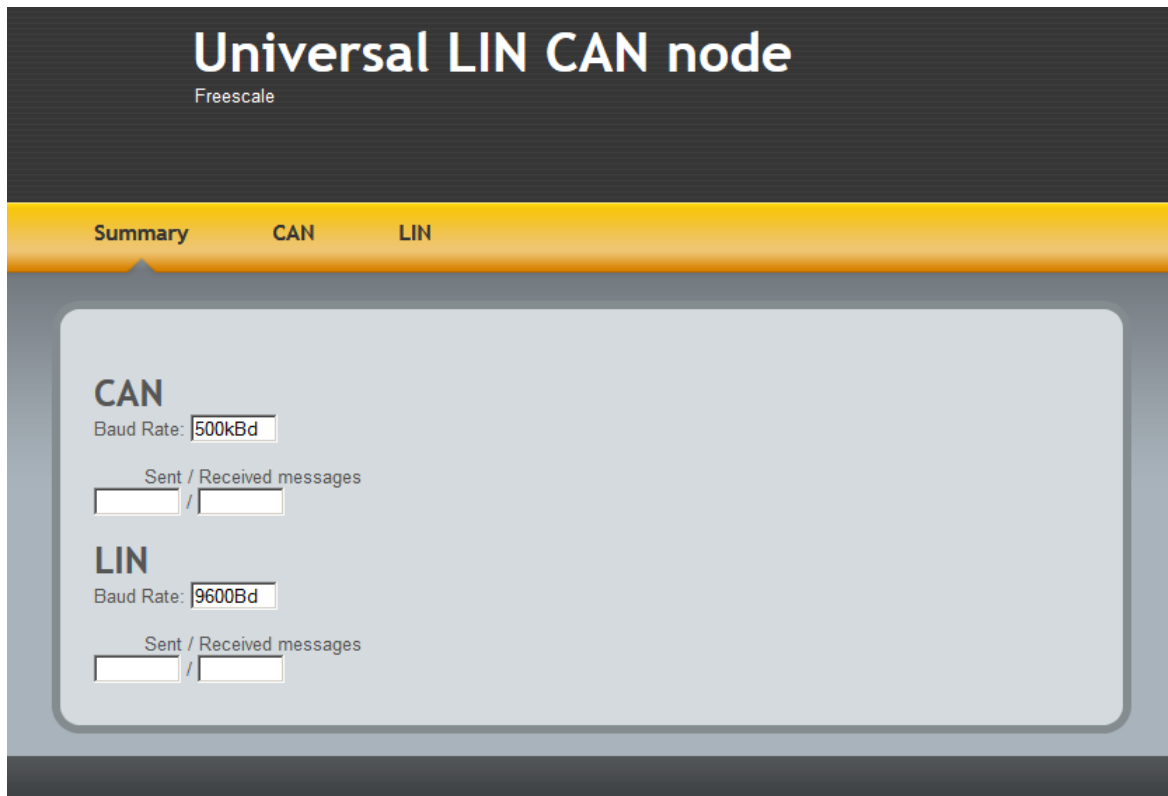 Universal LIN CAN node
Freescale
Summary CAN LIN
CAN
Baud Rate: 500kBd
Sent / Received messages
/
LIN
Baud Rate: 9600Bd
Sent / Received messages
/